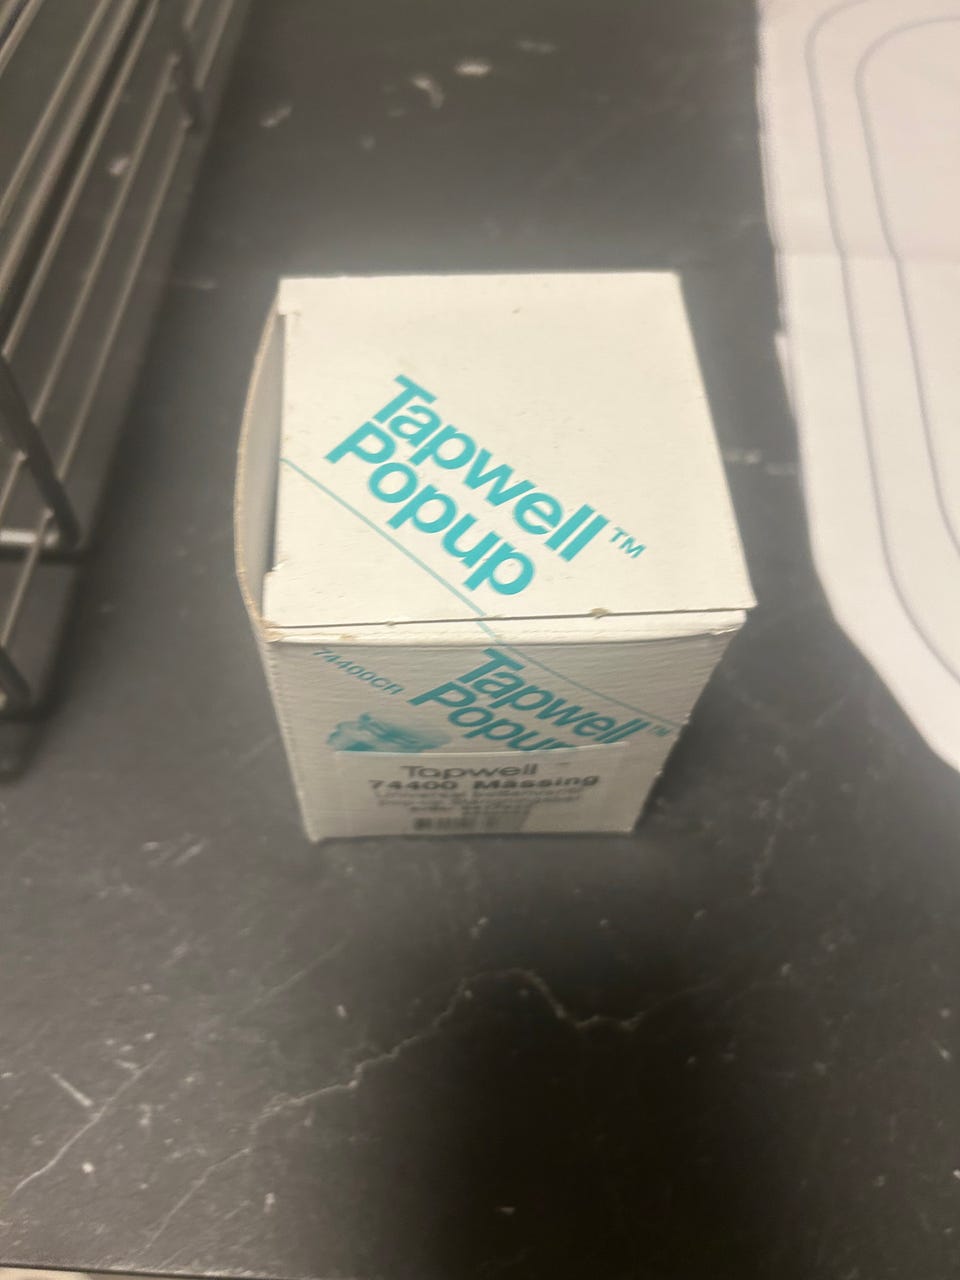 Tapwell™
Popup
74400CR
Tapwell™
Popup
Tapwell
74400 Mässing